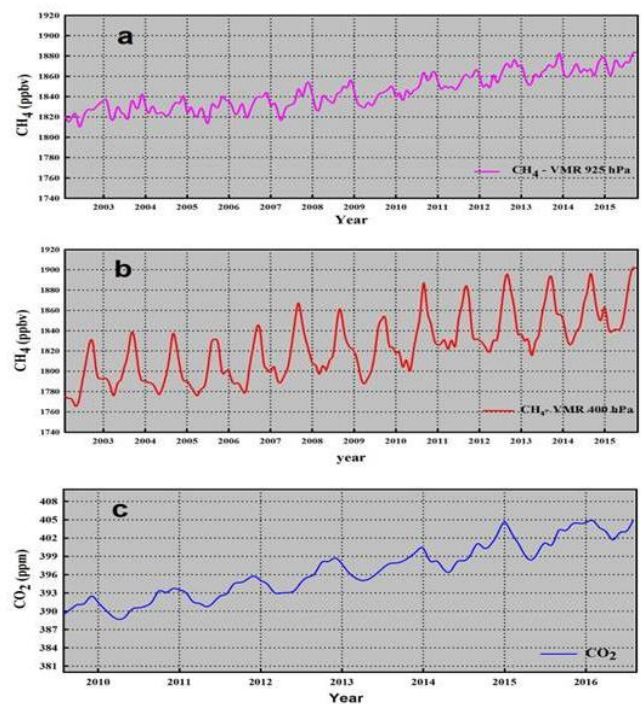 a
1920
1900
1880
1860
1840
1820
1800
1780
1760
1740
CH4 (ppbv)
CH4 - VMR 925 hPa
2003 2004 2005 2006 2007 2008 2009 2010 2011 2012 2013 2014 2015
Year
b
1920
1900
1880
1860
1840
1820
1800
1780
1760
1740
CH4 (ppbv)
CH4- VMR 400 hPa
2003 2004 2005 2006 2007 2008 2009 2010 2011 2012 2013 2014 2015
year
c
408
405
402
399
396
393
390
387
384
381
CO2 (ppm)
CO2
2010 2011 2012 2013 2014 2015 2016
Year